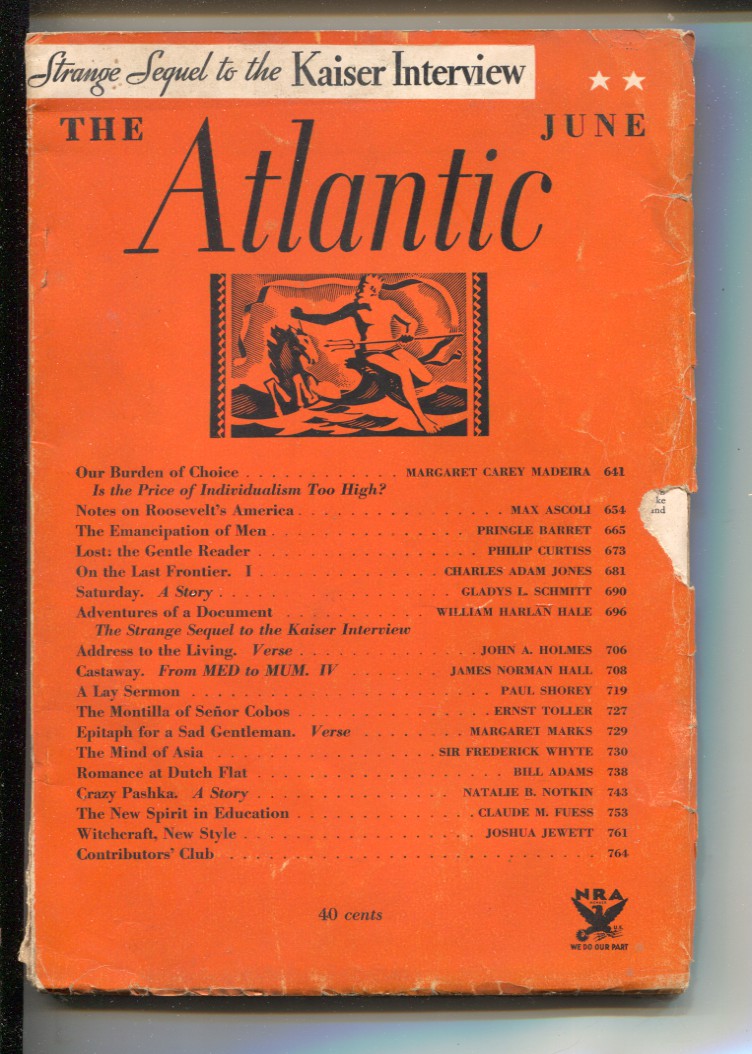 Strange Sequel to the Kaiser Interview
THE JUNE
Atlantic
Our Burden of Choice . . . . . . . . . . . . MARGARET CAREY MADEIRA 641
Is the Price of Individualism Too High?
Notes on Roosevelt's America . . . . . . . . . . . . . . . . MAX ASCOLI 654
The Emancipation of Men . . . . . . . . . . . . . . . PRINGLE BARRET 665
Lost: the Gentle Reader . . . . . . . . . . . . . . . . . PHILIP CURTISS 673
On the Last Frontier. I . . . . . . . . . . . . . . CHARLES ADAM JONES 681
Saturday. A Story . . . . . . . . . . . . . . . . . GLADYS L. SCHMITT 690
Adventures of a Document . . . . . . . . . . . WILLIAM HARLAN HALE 696
The Strange Sequel to the Kaiser Interview
Address to the Living. Verse . . . . . . . . . . . . . JOHN A. HOLMES 706
Castaway. From MED to MUM. IV . . . . . . . . JAMES NORMAN HALL 708
A Lay Sermon . . . . . . . . . . . . . . . . . . . . . . PAUL SHOREY 719
The Montilla of Señor Cobos . . . . . . . . . . . . . . . ERNST TOLLER 727
Epitaph for a Sad Gentleman. Verse . . . . . . . . MARGARET MARKS 729
The Mind of Asia . . . . . . . . . . . . . . . . SIR FREDERICK WHYTE 730
Romance at Dutch Flat . . . . . . . . . . . . . . . . . . . BILL ADAMS 738
Crazy Pashka. A Story . . . . . . . . . . . . . . . NATALIE B. NOTKIN 743
The New Spirit in Education . . . . . . . . . . . . . CLAUDE M. FUESS 753
Witchcraft, New Style . . . . . . . . . . . . . . . . . JOSHUA JEWETT 761
Contributors' Club . . . . . . . . . . . . . . . . . . . . . . . . . . 764
ke
and
40 cents
NRA
MEMBER
U.S.
WE DO OUR PART